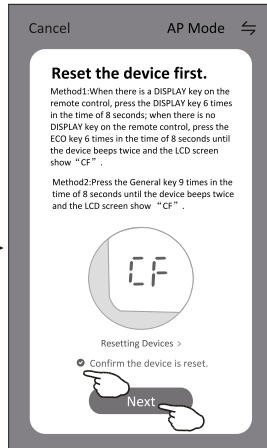 Cancel AP Mode
Reset the device first.
Method1:When there is a DISPLAY key on the
remote control, press the DISPLAY key 6 times
in the time of 8 seconds; when there is no
DISPLAY key on the remote control, press the
ECO key 6 times in the time of 8 seconds until
the device beeps twice and the LCD screen
show “CF”.
Method2:Press the General key 9 times in the
time of 8 seconds until the device beeps twice
and the LCD screen show “CF”.
CF
Resetting Devices >
Confirm the device is reset.
Next